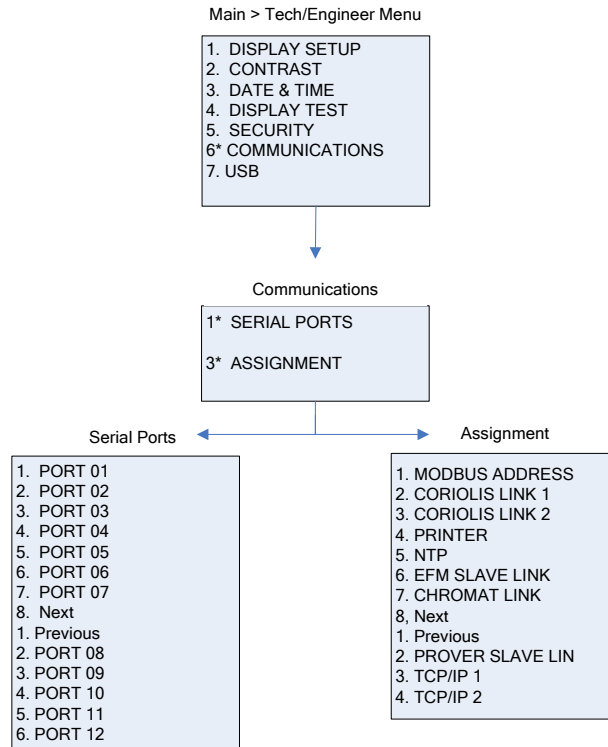 Main > Tech/Engineer Menu
1. DISPLAY SETUP
2. CONTRAST
3. DATE & TIME
4. DISPLAY TEST
5. SECURITY
6* COMMUNICATIONS
7. USB
Communications
1* SERIAL PORTS
3* ASSIGNMENT
Serial Ports
1. PORT 01
2. PORT 02
3. PORT 03
4. PORT 04
5. PORT 05
6. PORT 06
7. PORT 07
8. Next
1. Previous
2. PORT 08
3. PORT 09
4. PORT 10
5. PORT 11
6. PORT 12
Assignment
1. MODBUS ADDRESS
2. CORIOLIS LINK 1
3. CORIOLIS LINK 2
4. PRINTER
5. NTP
6. EFM SLAVE LINK
7. CHROMAT LINK
8, Next
1. Previous
2. PROVER SLAVE LIN
3. TCP/IP 1
4. TCP/IP 2